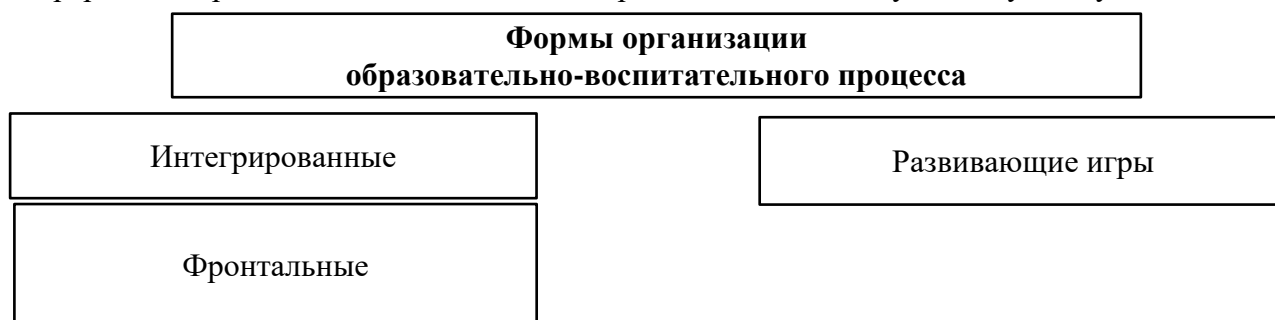 Формы организации
образовательно-воспитательного процесса
Интегрированные
Развивающие игры
Фронтальные